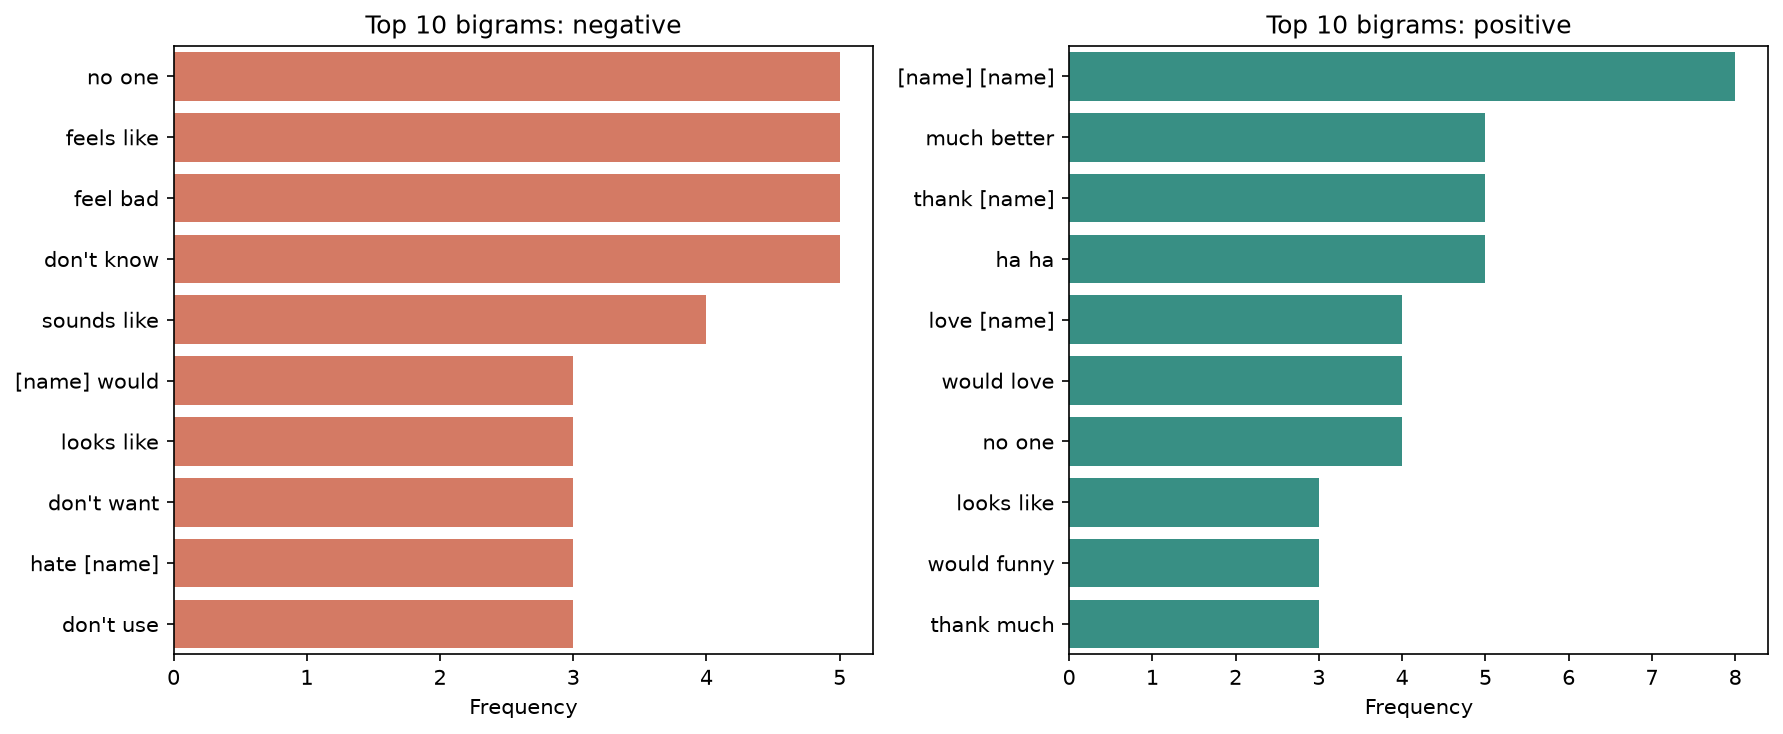 Top 10 bigrams: negative
no one
feels like
feel bad
don't know
sounds like
[name] would
looks like
don't want
hate [name]
don't use
0 1 2 3 4 5
Frequency
Top 10 bigrams: positive
[name] [name]
much better
thank [name]
ha ha
love [name]
would love
no one
looks like
would funny
thank much
0 1 2 3 4 5 6 7 8
Frequency